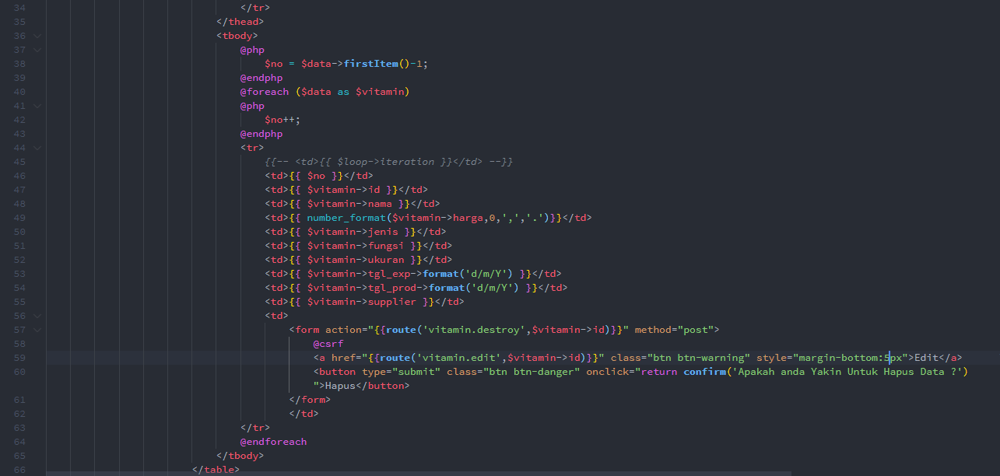 34 </tr>
35 </thead>
36 <tbody>
37 @php
38 $no = $data->firstItem()-1;
39 @endphp
40 @foreach ($data as $vitamin)
41 @php
42 $no++;
43 @endphp
44 <tr>
45 {{-- <td>{{ $loop->iteration }}</td> --}}
46 <td>{{ $no }}</td>
47 <td>{{ $vitamin->id }}</td>
48 <td>{{ $vitamin->nama }}</td>
49 <td>{{ number_format($vitamin->harga,0,',','.')}}</td>
50 <td>{{ $vitamin->jenis }}</td>
51 <td>{{ $vitamin->fungsi }}</td>
52 <td>{{ $vitamin->ukuran }}</td>
53 <td>{{ $vitamin->tgl_exp->format('d/m/Y') }}</td>
54 <td>{{ $vitamin->tgl_prod->format('d/m/Y') }}</td>
55 <td>{{ $vitamin->supplier }}</td>
56 <td>
57 <form action="{{route('vitamin.destroy',$vitamin->id)}}" method="post">
58 @csrf
59 <a href="{{route('vitamin.edit',$vitamin->id)}}" class="btn btn-warning" style="margin-bottom:5px">Edit</a>
60 <button type="submit" class="btn btn-danger" onclick="return confirm('Apakah anda Yakin Untuk Hapus Data ?')
">Hapus</button>
61 </form>
62 </td>
63 </tr>
64 @endforeach
65 </tbody>
66 </table>